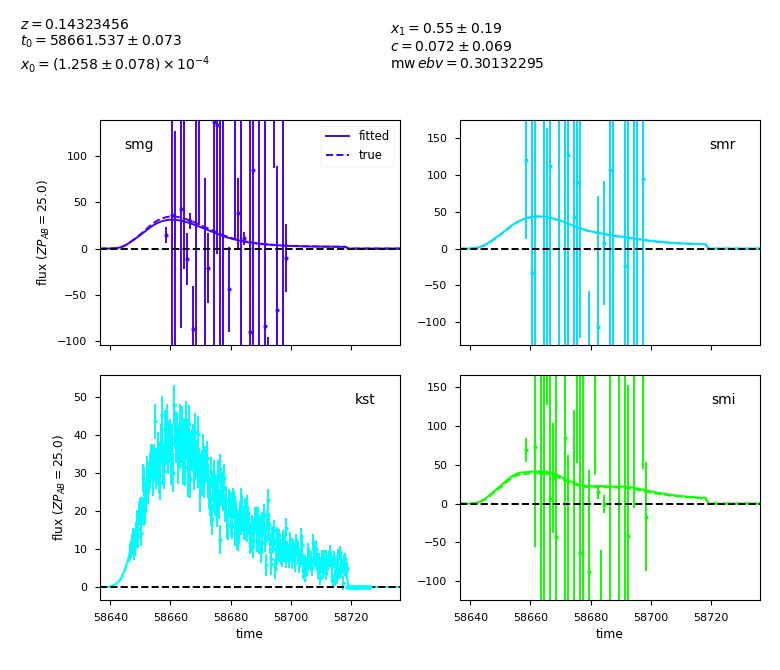 z = 0.14323456
t₀ = 58661.537 ± 0.073
x₀ = (1.258 ± 0.078) × 10⁻⁴
x₁ = 0.55 ± 0.19
c = 0.072 ± 0.069
mw ebv = 0.30132295
smg
fitted
true
100
50
0
−50
−100
flux (ZP_AB = 25.0)
smr
150
100
50
0
−50
−100
kst
50
40
30
20
10
0
flux (ZP_AB = 25.0)
58640 58660 58680 58700 58720
time
smi
150
100
50
0
−50
−100
58640 58660 58680 58700 58720
time